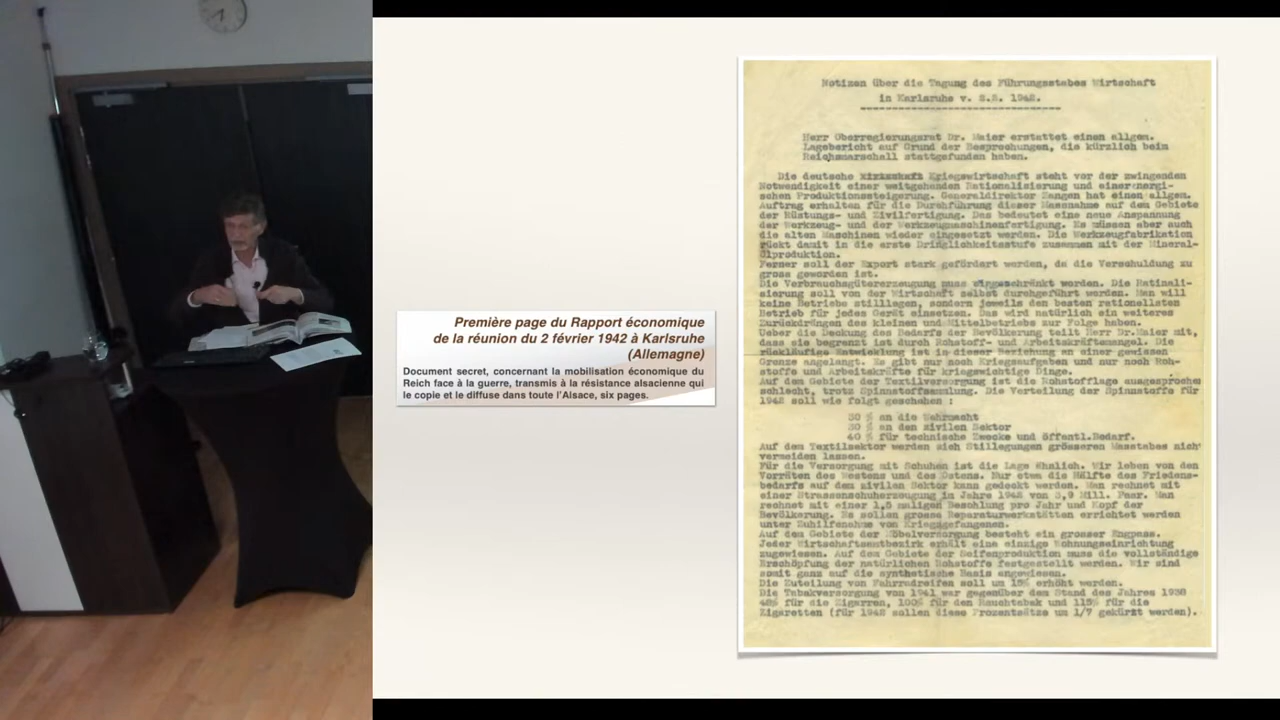 Première page du Rapport économique
de la réunion du 2 février 1942 à Karlsruhe
(Allemagne)
Document secret, concernant la mobilisation économique du
Reich face à la guerre, transmis à la résistance alsacienne qui
le copie et le diffuse dans toute l'Alsace, six pages.
Notizen über die Tagung des Führungsstabes Wirtschaft
in Karlsruhe v. 2.2. 1942.
Herr Oberregierungsrat Dr. Maier erstattet einen allgem.
Lagebericht auf Grund der Besprechungen, die kürzlich beim
Reichsmarschall stattgefunden haben.
Die deutsche Kriegswirtschaft steht vor der zwingenden
Notwendigkeit einer weitgehenden Rationalisierung und einer energi-
schen Produktionssteigerung. Generaldirektor Zangen hat einen allgem.
Auftrag erhalten für die Durchführung dieser Massnahme auf dem Gebiete
der Rüstungs- und Zivilfertigung. Das bedeutet eine neue Anspannung
der Werkzeug- und der Werkzeugmaschinenfertigung. Es müssen aber auch
die alten Maschinen wieder eingesetzt werden. Die Werkzeugfabrikation
rückt damit in die erste Dringlichkeitsstufe zusammen mit der Mineral-
ölproduktion.
Ferner soll der Export stark gefördert werden, da die Verschuldung zu
gross geworden ist.
Die Verbrauchsgütererzeugung muss eingeschränkt werden. Die Rationali-
sierung soll von der Wirtschaft selbst durchgeführt werden. Man will
keine Betriebe stilllegen, sondern jeweils den besten rationellsten
Betrieb für jedes Gerät einsetzen. Das wird natürlich ein weiteres
Zurückdrängen des kleinen und Mittelbetriebs zur Folge haben.
Ueber die Deckung des Bedarfs der Bevölkerung teilt Herr Dr.Maier mit,
dass sie begrenzt ist durch Rohstoff- und Arbeitskräftemangel. Die
rückläufige Entwicklung ist in dieser Beziehung an einer gewissen
Grenze angelangt. Es gibt nur noch Kriegsaufgaben und nur noch Roh-
stoffe und Arbeitskräfte für kriegswichtige Dinge.
Auf dem Gebiete der Textilversorgung ist die Rohstofflage ausgesprochen
schlecht, trotz Spinnstoffsammlung. Die Verteilung der Spinnstoffe für
1942 soll wie folgt geschehen :
30 % an die Wehrmacht
30 % an den zivilen Sektor
40 % für technische Zwecke und öffentl.Bedarf.
Auf dem Textilsektor werden sich Stillegungen grösseren Masstabes nich
vermeiden lassen.
Für die Versorgung mit Schuhen ist die Lage ähnlich. Wir leben von den
Vorräten des Westens und des Ostens. Nur etwa die Hälfte des Friedens-
bedarfs auf dem zivilen Sektor kann gedeckt werden. Man rechnet mit
einer Strassenschuherzeugung im Jahre 1942 von 3,9 Mill. Paar. Man
rechnet mit einer 1,5 maligen Besohlung pro Jahr und Kopf der
Bevölkerung. Es sollen grosse Reparaturwerkstätten errichtet werden
unter Zuhilfenahme von Kriegsgefangenen.
Auf dem Gebiete der Möbelversorgung besteht ein grosser Engpass.
Jeder Wirtschaftsamtbezirk erhält eine einzige Wohnungseinrichtung
zugewiesen. Auf dem Gebiete der Seifenproduktion muss die vollständige
Erschöpfung der natürlichen Rohstoffe festgestellt werden. Wir sind
somit ganz auf die synthetische Basis angewiesen.
Die Zuteilung von Fahrradreifen soll um 15% erhöht werden.
Die Tabakversorgung von 1941 war gegenüber dem Stand des Jahres 1938
48% für die Zigarren, 100% für den Rauchtabak und 115% für die
Zigaretten (für 1942 sollen diese Prozentsätze um 1/7 gekürzt werden).